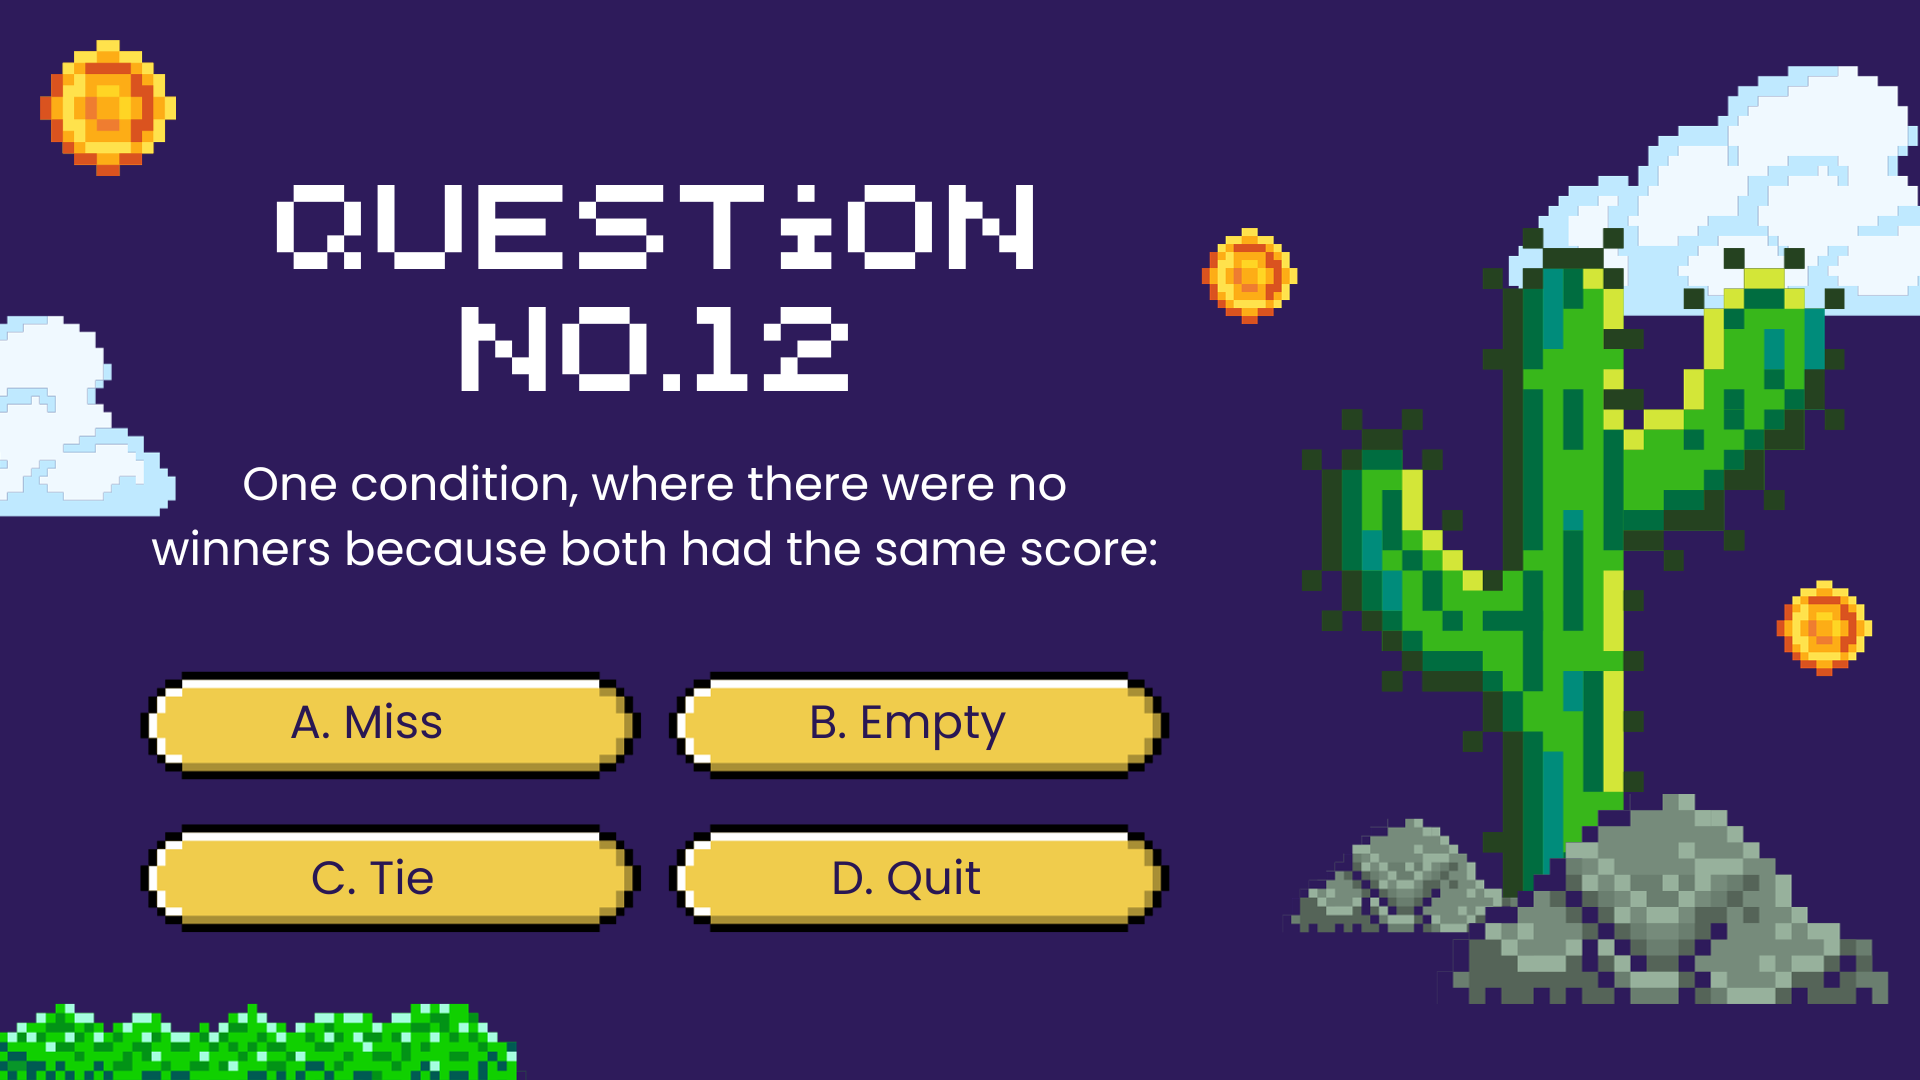 QUESTiON
NO.12
One condition, where there were no
winners because both had the same score:
A. Miss
B. Empty
C. Tie
D. Quit